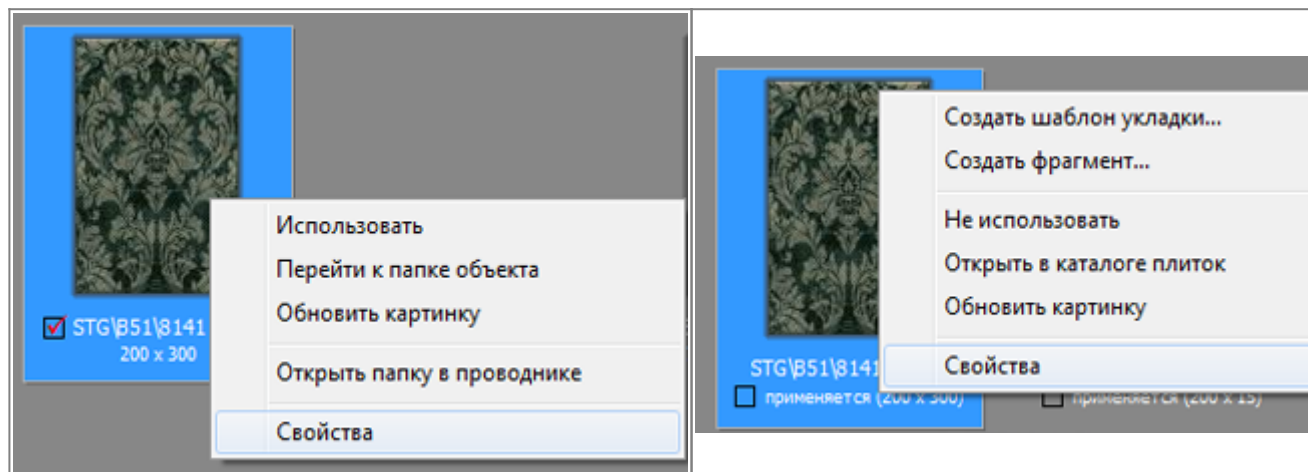 Использовать
Перейти к папке объекта
Обновить картинку
Открыть папку в проводнике
Свойства
STG\B51\8141
200 x 300
Создать шаблон укладки...
Создать фрагмент...
Не использовать
Открыть в каталоге плиток
Обновить картинку
Свойства
STG\B51\8141
применяется (200 x 300)
применяется (200 x 15)